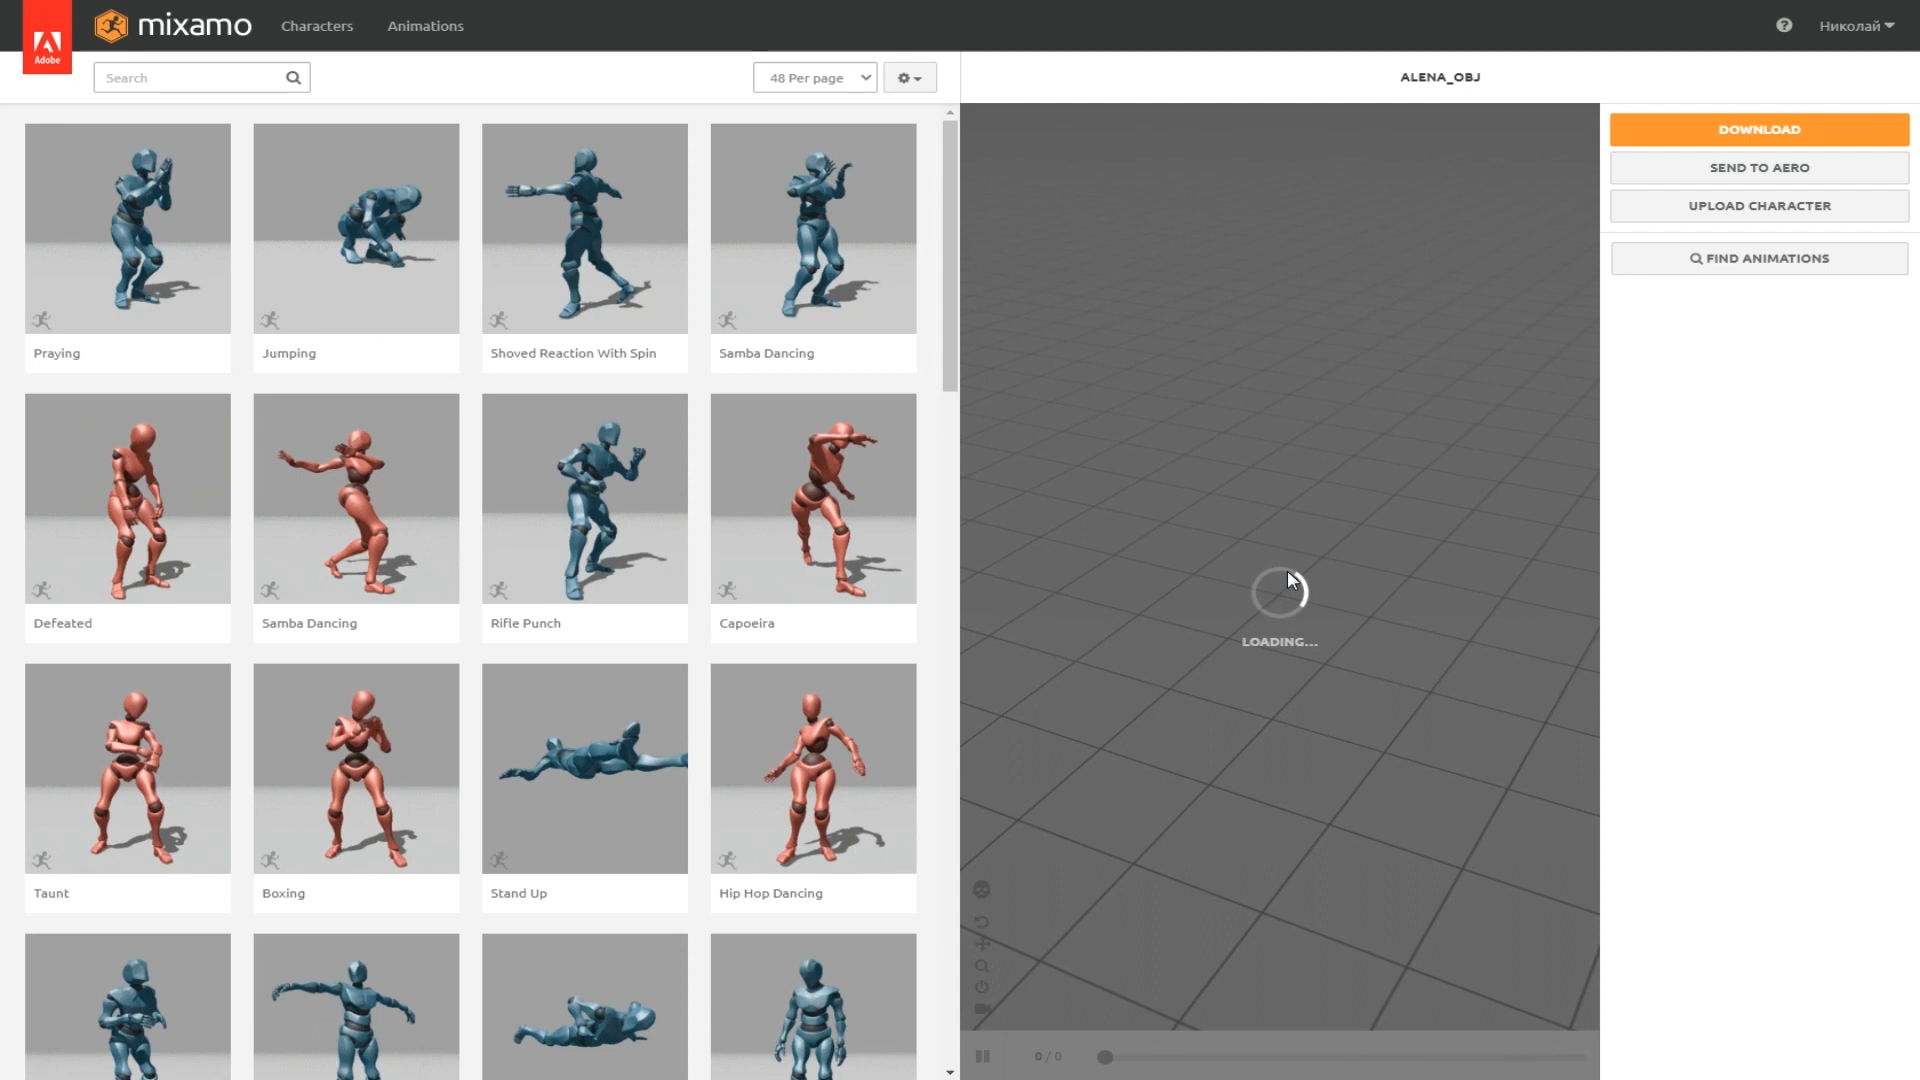 Adobe
mixamo
Characters
Animations
Николай
Search
48 Per page
ALENA_OBJ
Praying
Jumping
Shoved Reaction With Spin
Samba Dancing
Defeated
Samba Dancing
Rifle Punch
Capoeira
Taunt
Boxing
Stand Up
Hip Hop Dancing
LOADING...
0 / 0
DOWNLOAD
SEND TO AERO
UPLOAD CHARACTER
FIND ANIMATIONS